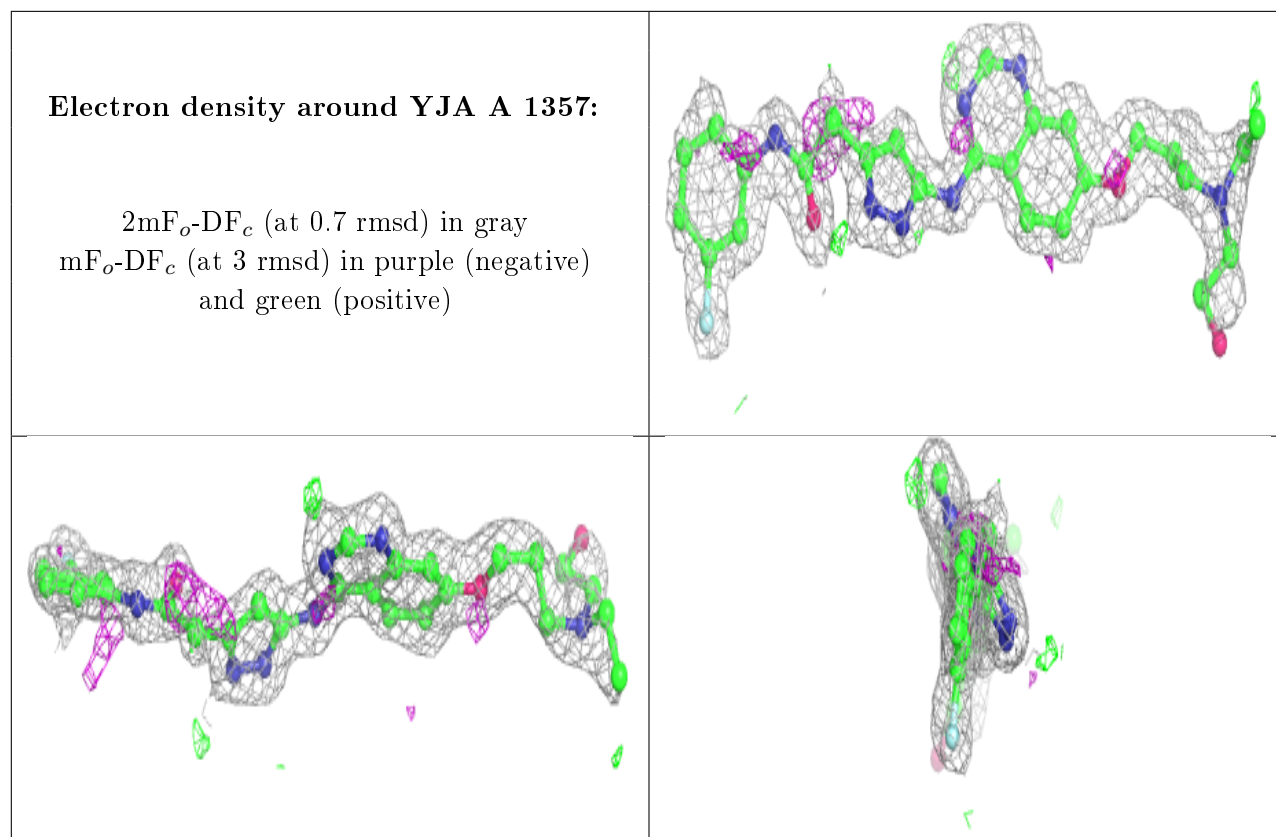 Electron density around YJA A 1357:
2mFₒ-DF𝒸 (at 0.7 rmsd) in gray
mFₒ-DF𝒸 (at 3 rmsd) in purple (negative)
and green (positive)